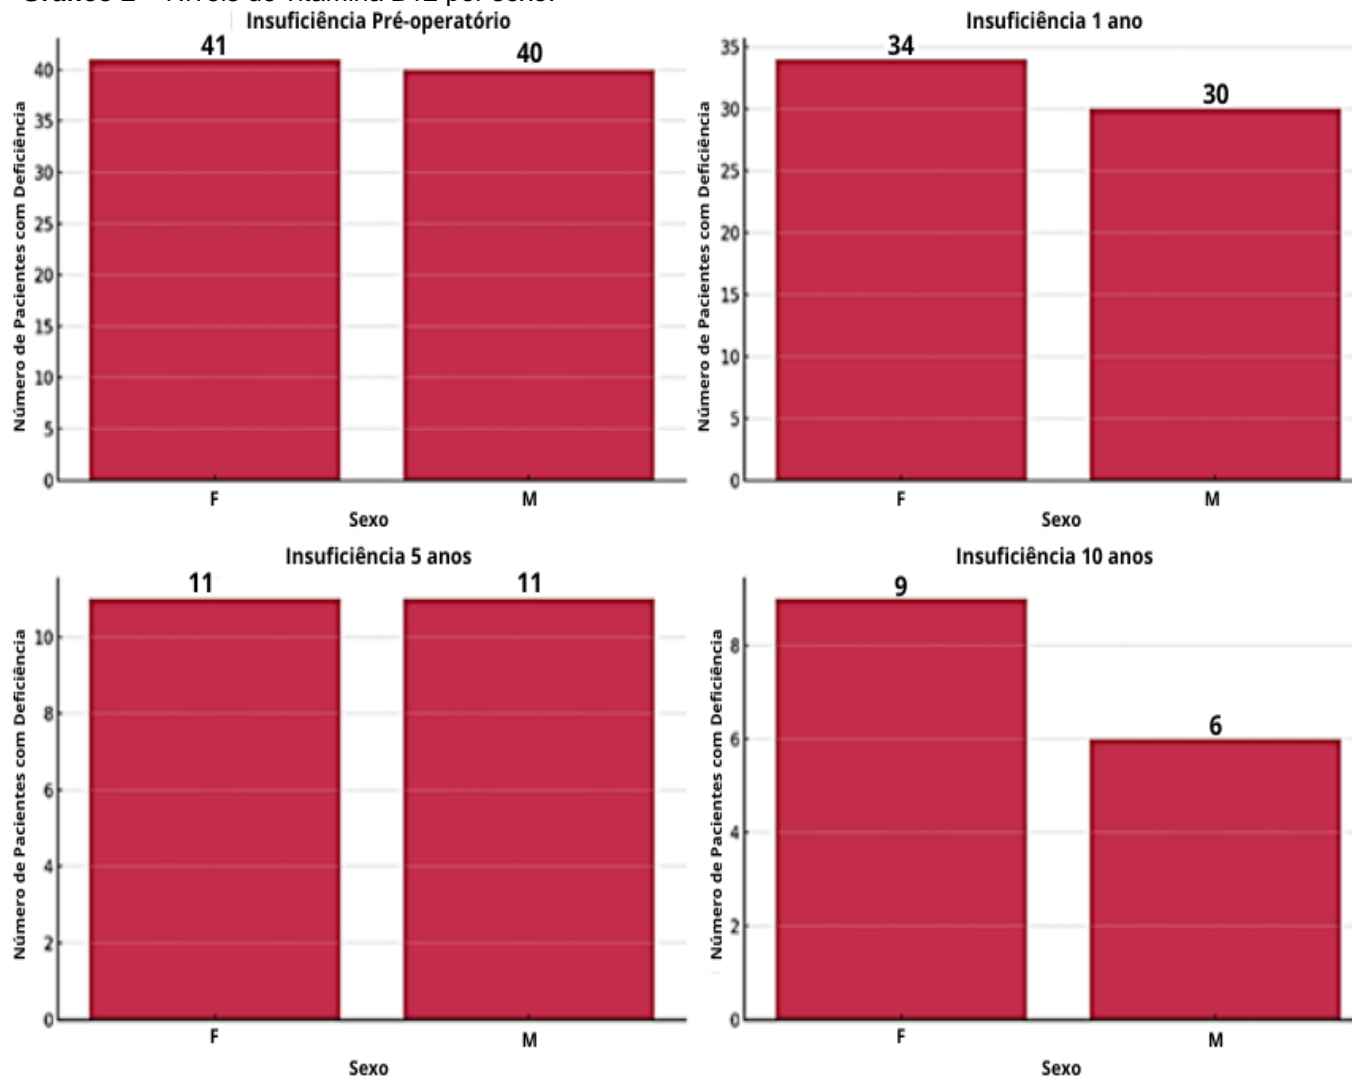 Insuficiência Pré-operatório
41
40
Número de Pacientes com Deficiência
40
35
30
25
20
15
10
5
0
F
M
Sexo
Insuficiência 1 ano
34
30
Número de Pacientes com Deficiência
35
30
25
20
15
10
5
0
F
M
Sexo
Insuficiência 5 anos
11
11
Número de Pacientes com Deficiência
10
8
6
4
2
0
F
M
Sexo
Insuficiência 10 anos
9
6
Número de Pacientes com Deficiência
8
6
4
2
0
F
M
Sexo